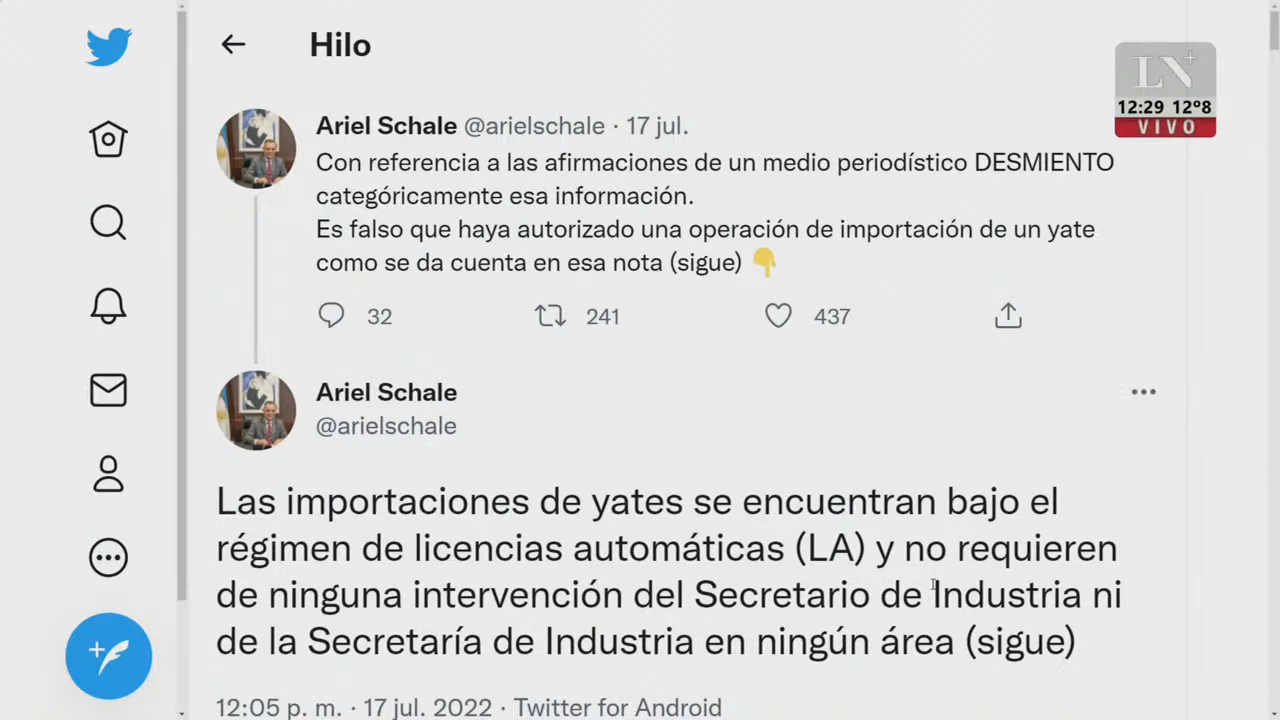 Hilo
LN+
12:29 12º8
VIVO
Ariel Schale @arielschale · 17 jul.
Con referencia a las afirmaciones de un medio periodístico DESMIENTO
categóricamente esa información.
Es falso que haya autorizado una operación de importación de un yate
como se da cuenta en esa nota (sigue) 👇
32 241 437
Ariel Schale
@arielschale
Las importaciones de yates se encuentran bajo el
régimen de licencias automáticas (LA) y no requieren
de ninguna intervención del Secretario de Industria ni
de la Secretaría de Industria en ningún área (sigue)
12:05 p. m. · 17 jul. 2022 · Twitter for Android